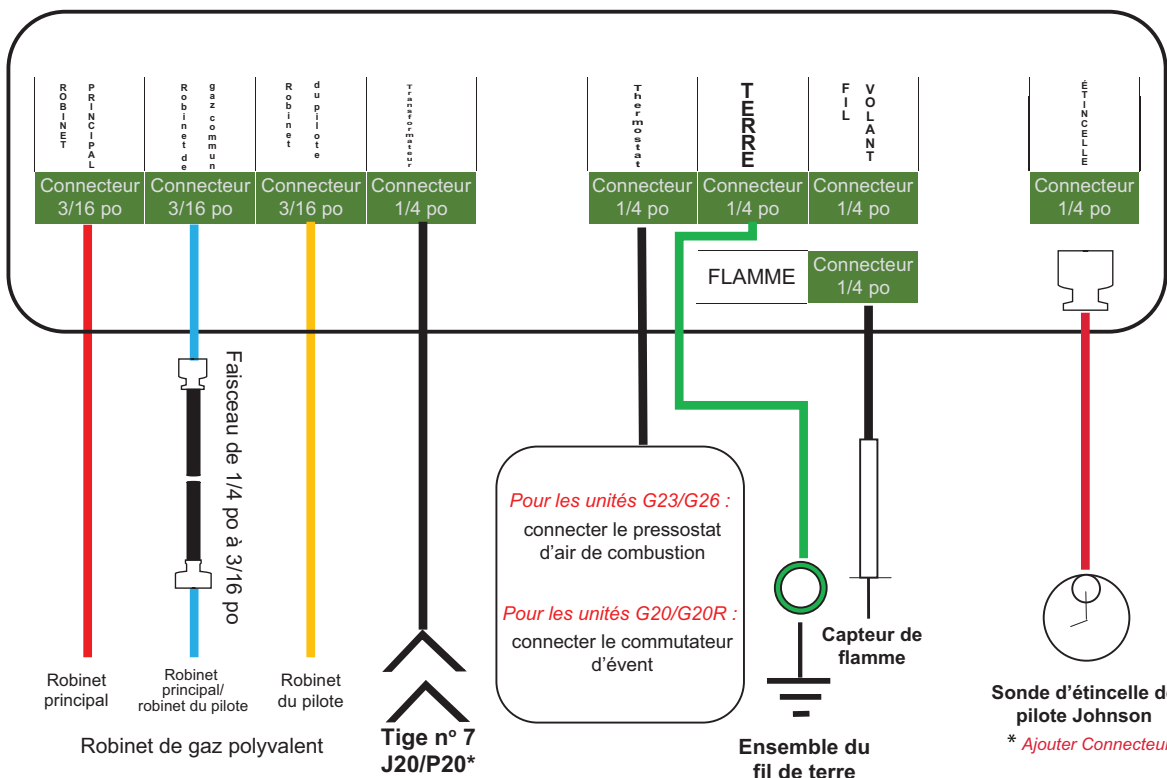 ROBINET
PRINCIPAL
Robinet de
gaz commun
Robinet
du pilote
Transformateur
Thermostat
TERRE
FIL
VOLANT
ÉTINCELLE
Connecteur
3/16 po
Connecteur
3/16 po
Connecteur
3/16 po
Connecteur
1/4 po
Connecteur
1/4 po
Connecteur
1/4 po
Connecteur
1/4 po
Connecteur
1/4 po
FLAMME
Connecteur
1/4 po
Faisceau de 1/4 po à 3/16 po
Pour les unités G23/G26 :
connecter le pressostat
d'air de combustion
Pour les unités G20/G20R :
connecter le commutateur
d'évent
Robinet
principal
Robinet
principal/
robinet du pilote
Robinet
du pilote
Robinet de gaz polyvalent
Tige nº 7
J20/P20*
Capteur de
flamme
Ensemble du
fil de terre
Sonde d'étincelle de
pilote Johnson
* Ajouter Connecteur